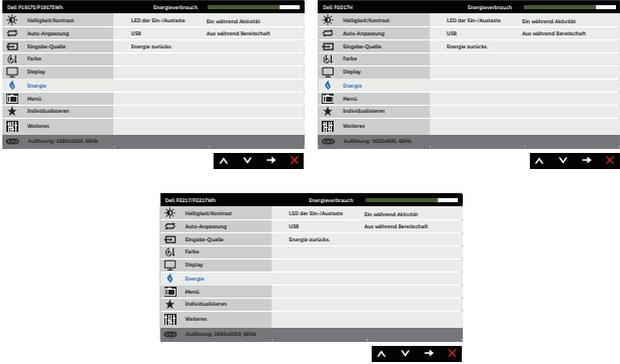 Dell P1917S/P1917SWh Energieverbrauch
Helligkeit/Kontrast LED der Ein-/Austaste Ein während Aktivität
Auto-Anpassung USB Aus während Bereitschaft
Eingabe-Quelle Energie zurücks.
Farbe
Display
Energie
Menü
Individualisieren
Weiteres
Auflösung: 1280x1024, 60Hz
Dell P2017H Energieverbrauch
Helligkeit/Kontrast LED der Ein-/Austaste Ein während Aktivität
Auto-Anpassung USB Aus während Bereitschaft
Eingabe-Quelle Energie zurücks.
Farbe
Display
Energie
Menü
Individualisieren
Weiteres
Auflösung: 1600x900, 60Hz
Dell P2217/P2217Wh Energieverbrauch
Helligkeit/Kontrast LED der Ein-/Austaste Ein während Aktivität
Auto-Anpassung USB Aus während Bereitschaft
Eingabe-Quelle Energie zurücks.
Farbe
Display
Energie
Menü
Individualisieren
Weiteres
Auflösung: 1680x1050, 60Hz